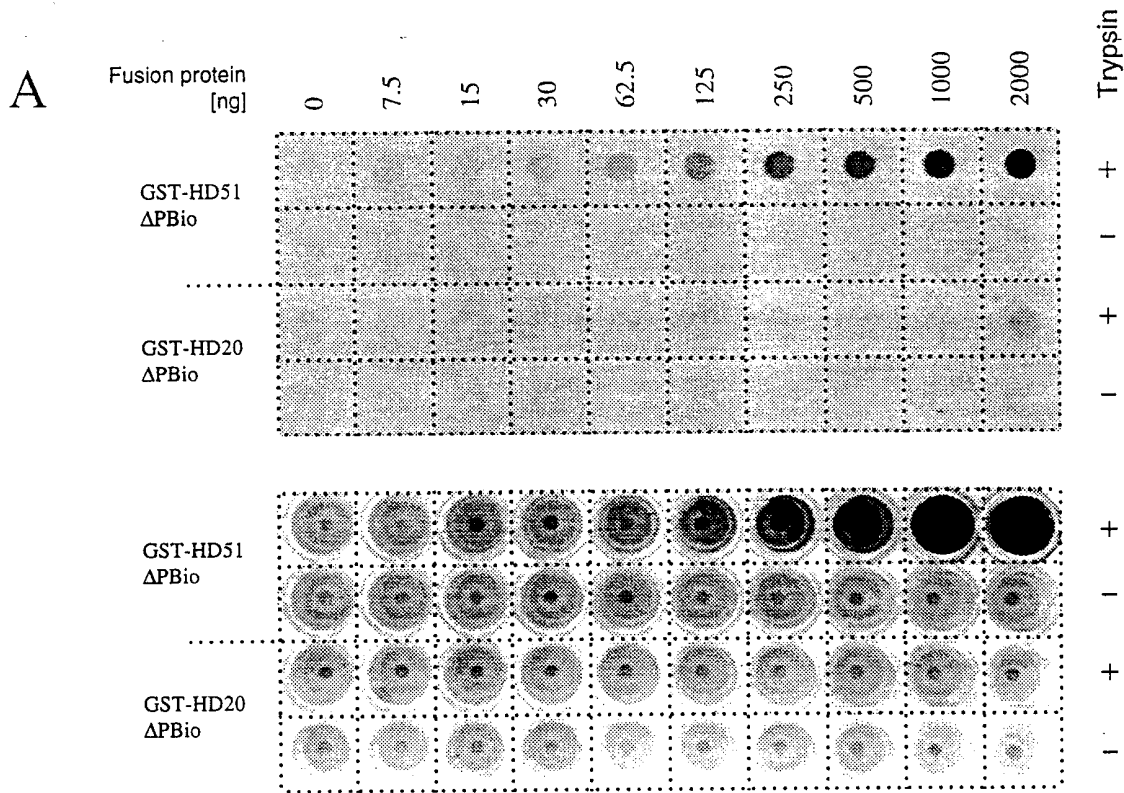 A
Fusion protein
[ng]
0 7.5 15 30 62.5 125 250 500 1000 2000
Trypsin
GST-HD51
ΔPBio
+
−
GST-HD20
ΔPBio
+
−
GST-HD51
ΔPBio
+
−
GST-HD20
ΔPBio
+
−